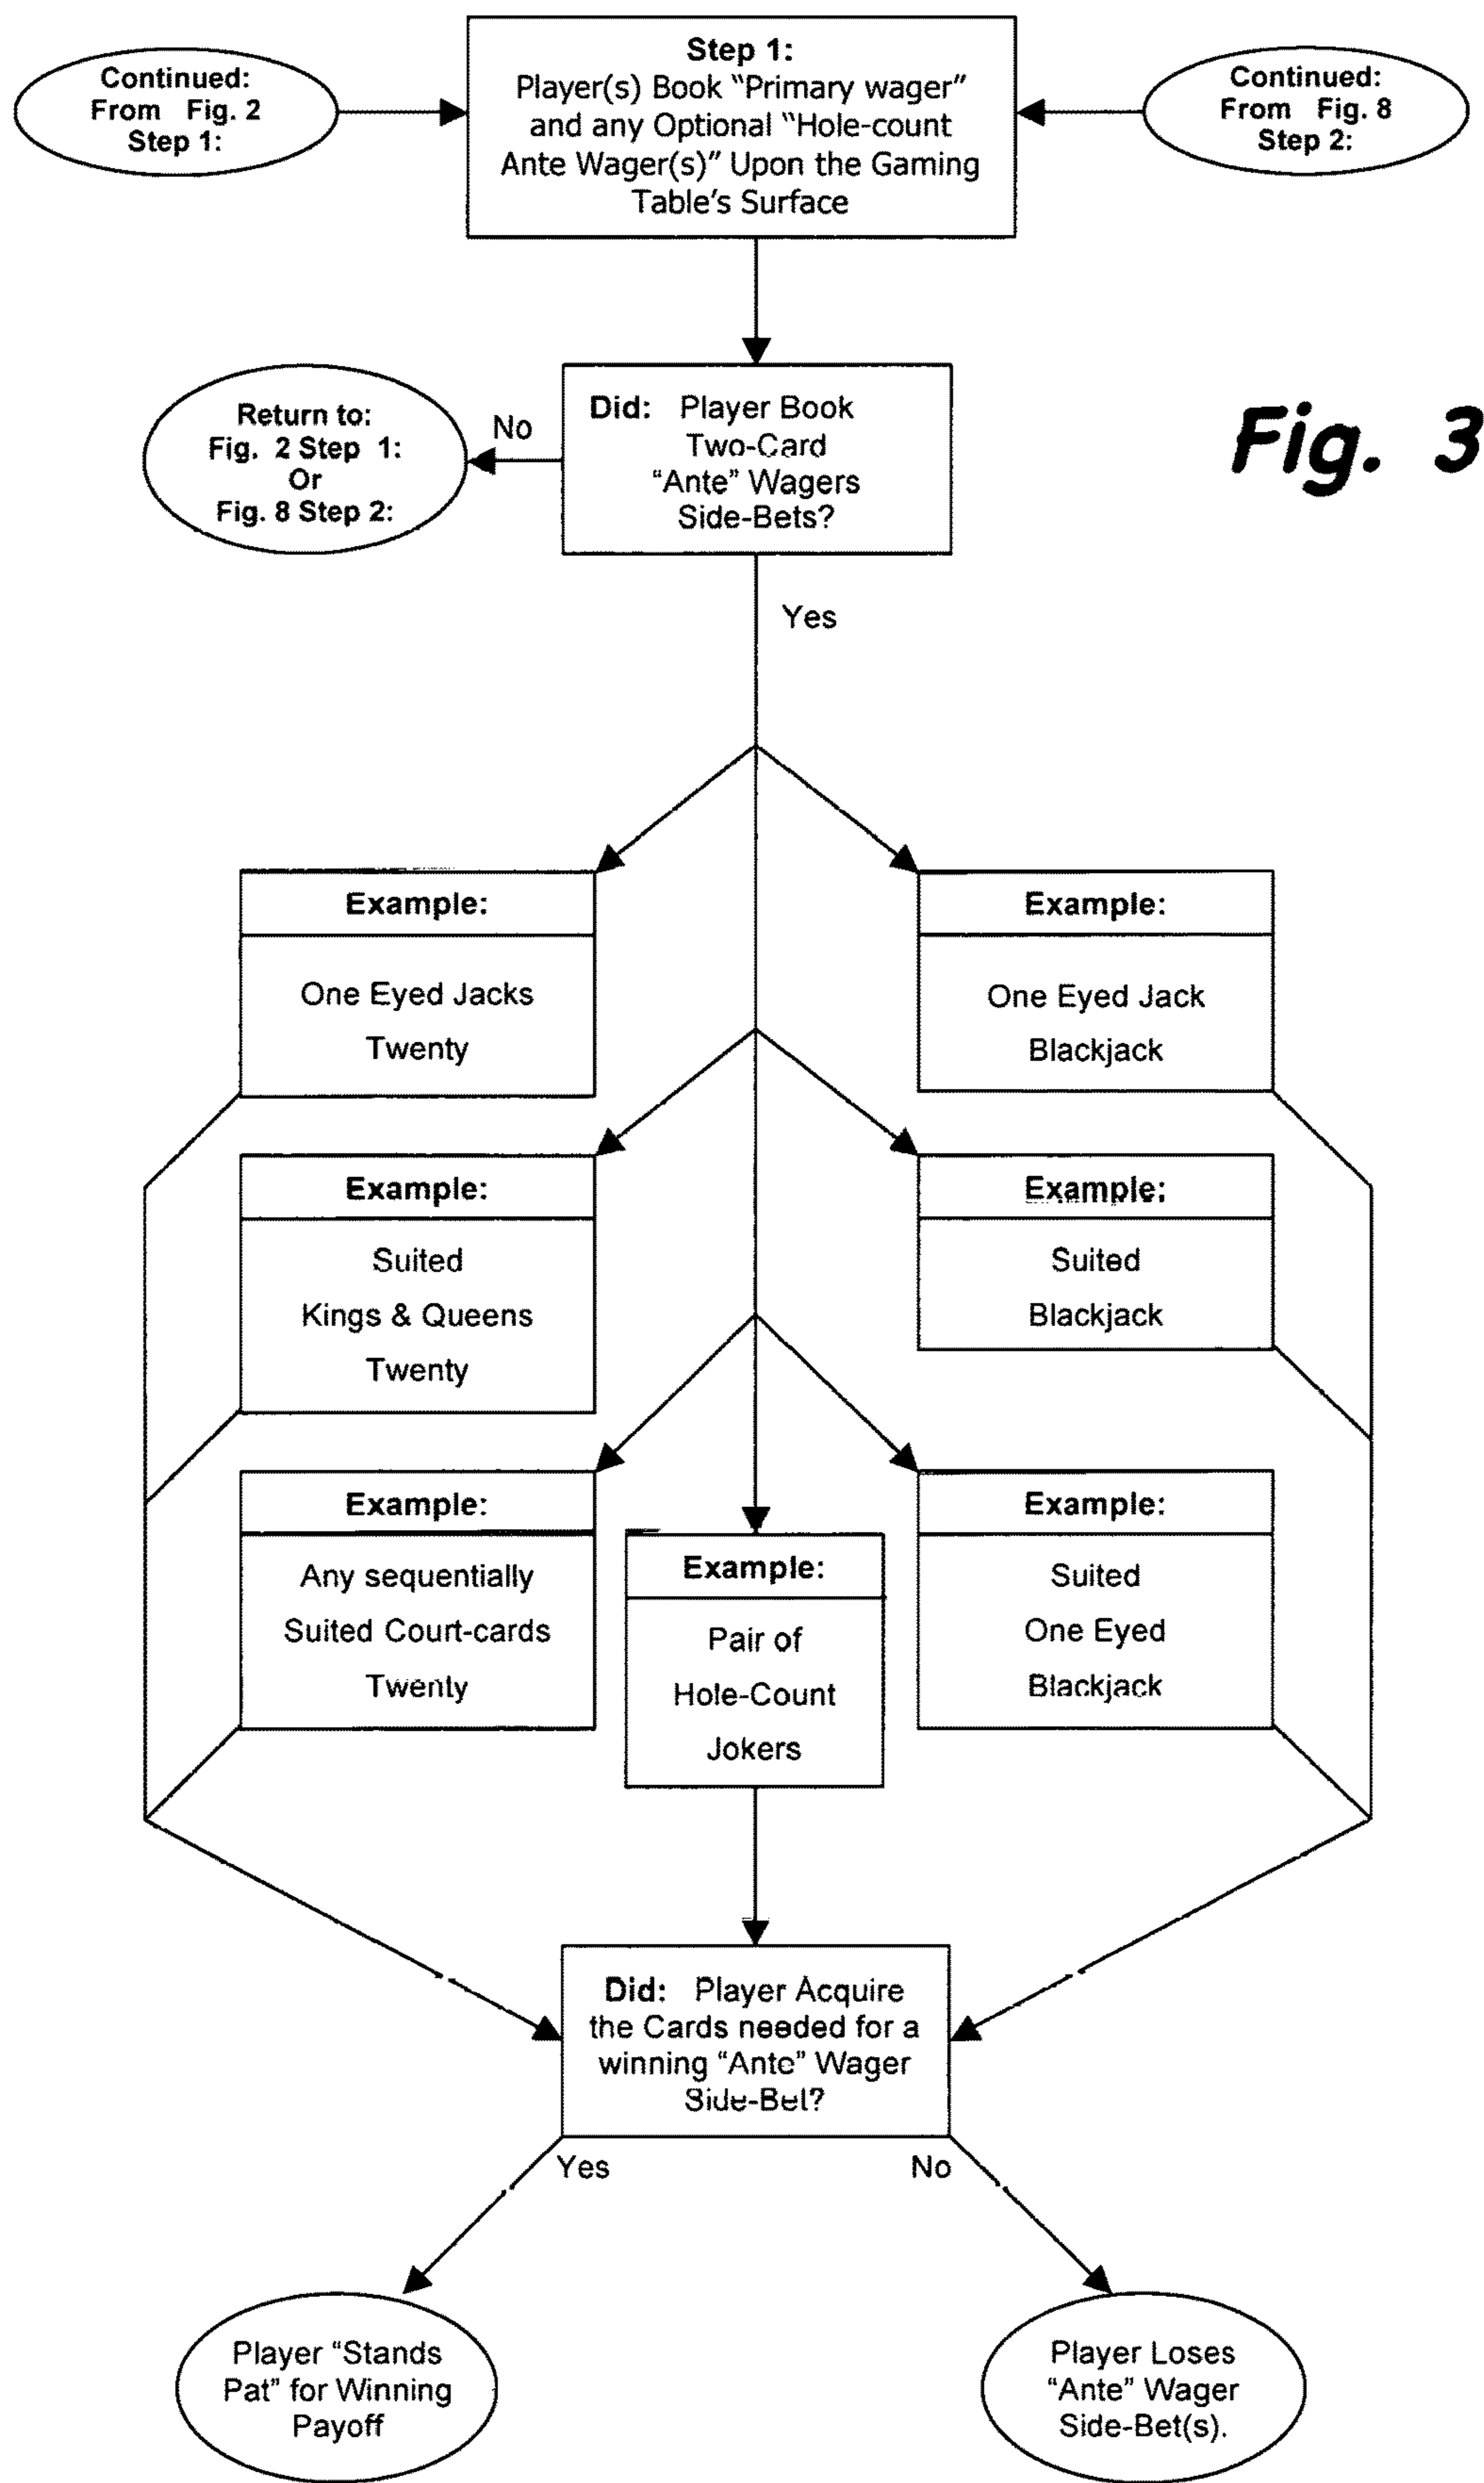 Step 1:
Player(s) Book “Primary wager”
and any Optional “Hole-count
Ante Wager(s)” Upon the Gaming
Table's Surface
Continued:
From Fig. 2
Step 1:
Continued:
From Fig. 8
Step 2:
Did: Player Book
Two-Card
“Ante” Wagers
Side-Bets?
No
Return to:
Fig. 2 Step 1:
Or
Fig. 8 Step 2:
Fig. 3
Yes
Example:
One Eyed Jacks
Twenty
Example:
One Eyed Jack
Blackjack
Example:
Suited
Kings & Queens
Twenty
Example:
Suited
Blackjack
Example:
Any sequentially
Suited Court-cards
Twenty
Example:
Pair of
Hole-Count
Jokers
Example:
Suited
One Eyed
Blackjack
Did: Player Acquire
the Cards needed for a
winning “Ante” Wager
Side-Bet?
Yes
No
Player “Stands
Pat” for Winning
Payoff
Player Loses
“Ante” Wager
Side-Bet(s).